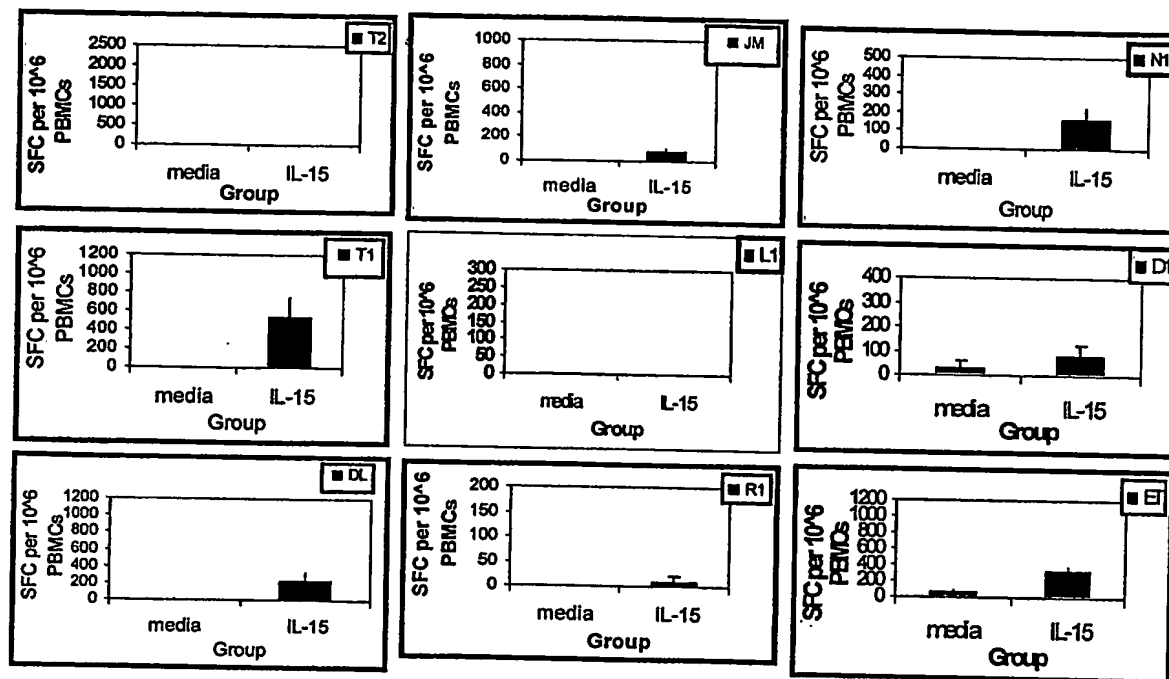 T2
SFC per 10^6
PBMCs
2500
2000
1500
1000
500
0
media IL-15
Group
JM
SFC per 10^6
PBMCs
1000
800
600
400
200
0
media IL-15
Group
N1
SFC per 10^6
PBMCs
500
400
300
200
100
0
media IL-15
Group
T1
SFC per 10^6
PBMCs
1200
1000
800
600
400
200
0
media IL-15
Group
L1
SFC per 10^6
PBMCs
300
250
200
150
100
50
0
media IL-15
Group
D1
SFC per 10^6
PBMCs
400
300
200
100
0
media IL-15
Group
DL
SFC per 10^6
PBMCs
1200
1000
800
600
400
200
0
media IL-15
Group
R1
SFC per 10^6
PBMCs
200
150
100
50
0
media IL-15
Group
ET
SFC per 10^6
PBMCs
1200
1000
800
600
400
200
0
media IL-15
Group